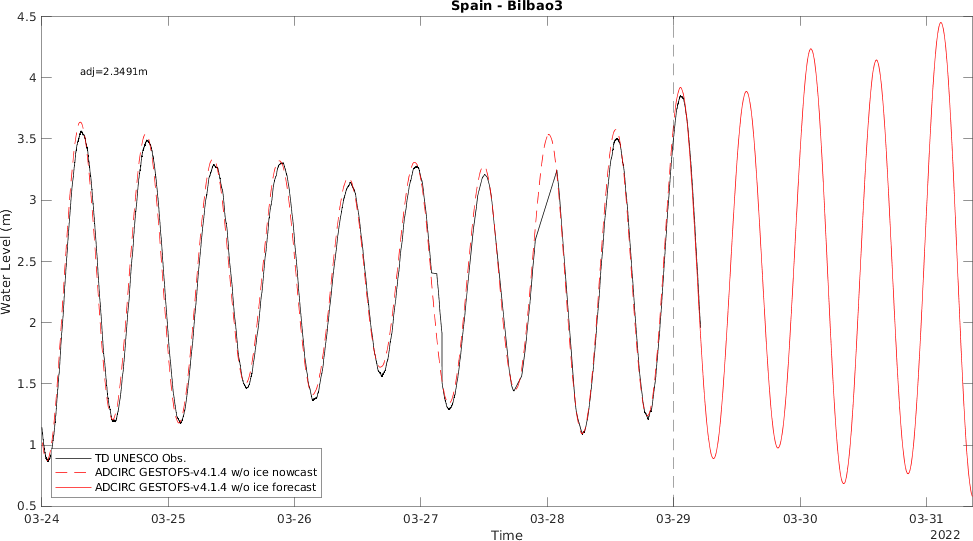 Spain - Bilbao3
4.5
adj=2.3491m
4
3.5
3
2.5
2
1.5
1
0.5
Water Level (m)
TD UNESCO Obs.
ADCIRC GESTOFS-v4.1.4 w/o ice nowcast
ADCIRC GESTOFS-v4.1.4 w/o ice forecast
03-24 03-25 03-26 03-27 03-28 03-29 03-30 03-31
Time
2022